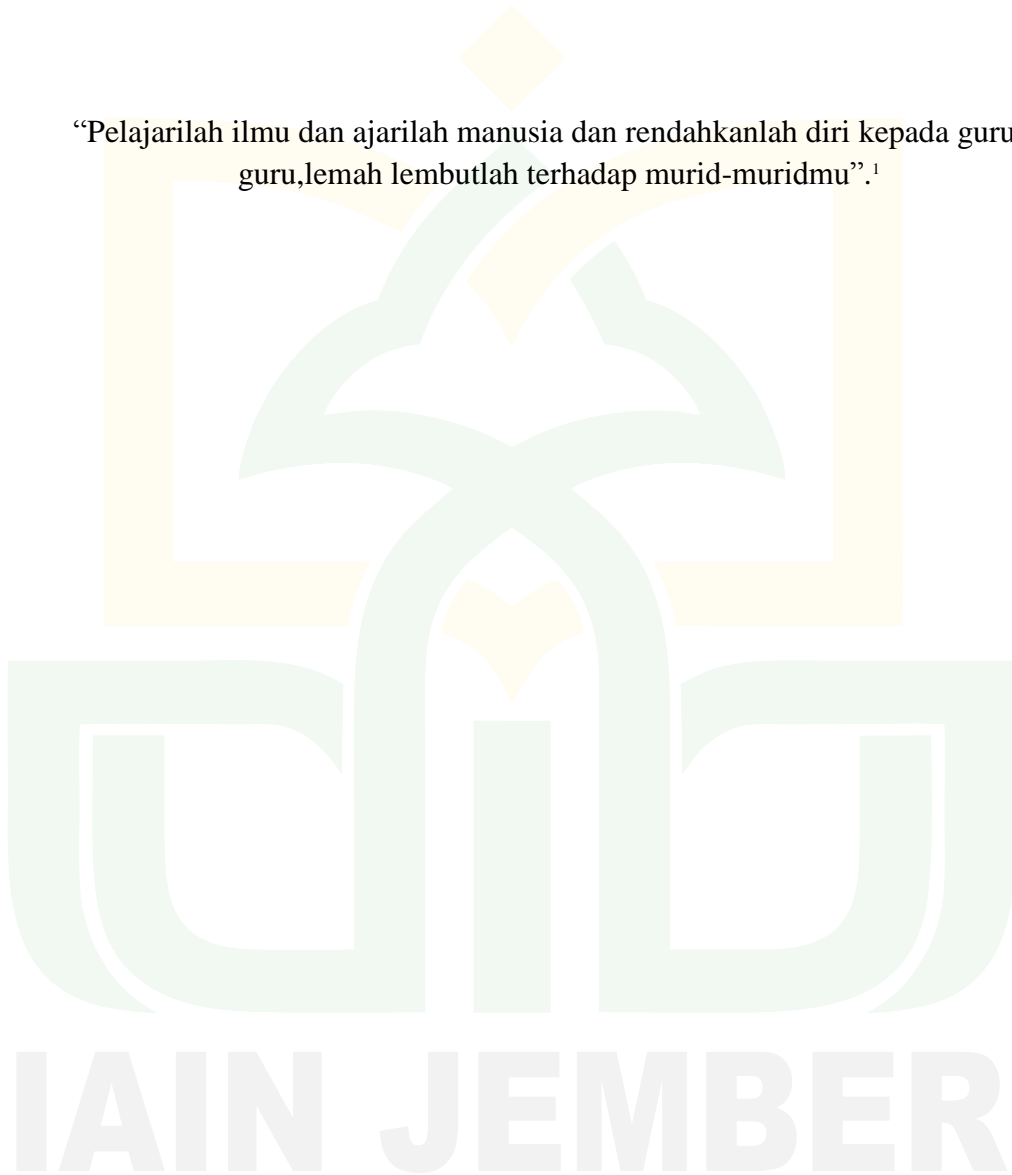 “Pelajarilah ilmu dan ajarilah manusia dan rendahkanlah diri kepada guru
guru,lemah lembutlah terhadap murid-muridmu”.¹
IAIN JEMBER